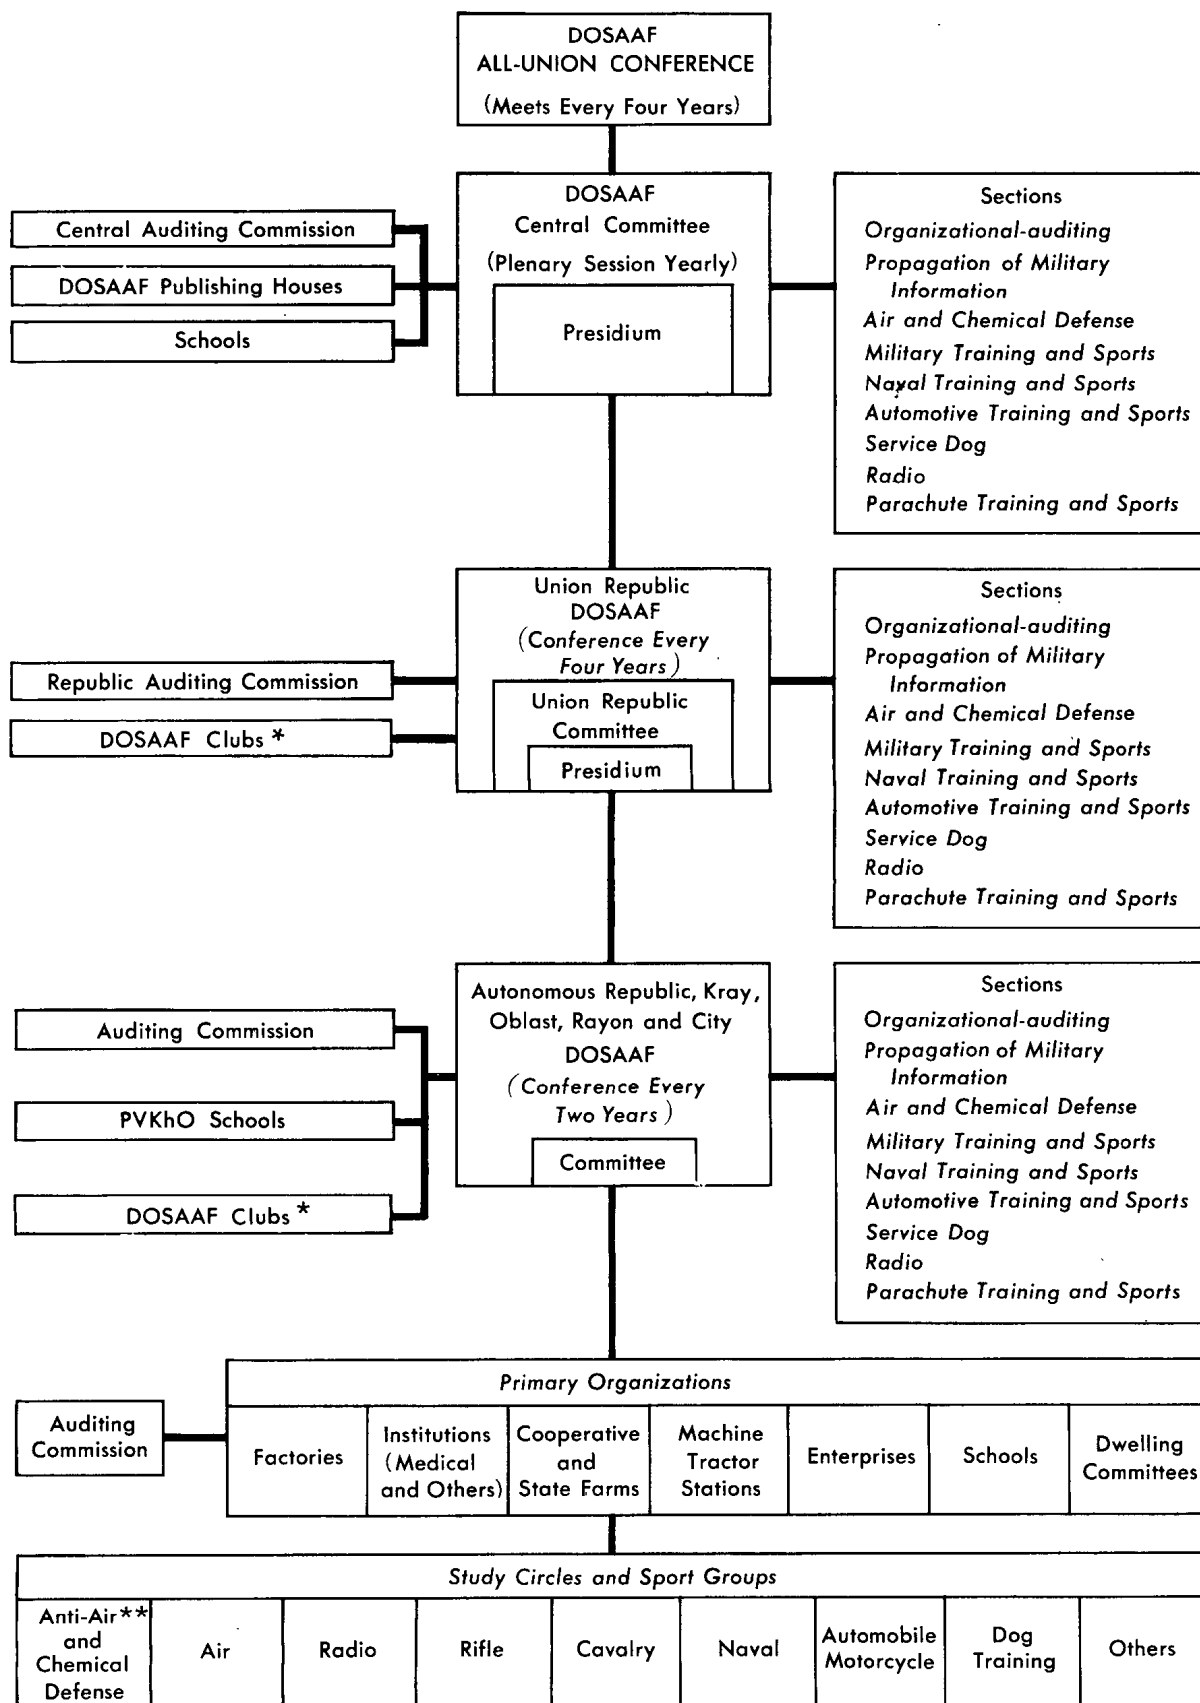 DOSAAF
ALL-UNION CONFERENCE
(Meets Every Four Years)
DOSAAF
Central Committee
(Plenary Session Yearly)
Presidium
Central Auditing Commission
DOSAAF Publishing Houses
Schools
Sections
Organizational-auditing
Propagation of Military
Information
Air and Chemical Defense
Military Training and Sports
Naval Training and Sports
Automotive Training and Sports
Service Dog
Radio
Parachute Training and Sports
Union Republic
DOSAAF
(Conference Every
Four Years)
Union Republic
Committee
Presidium
Republic Auditing Commission
DOSAAF Clubs *
Sections
Organizational-auditing
Propagation of Military
Information
Air and Chemical Defense
Military Training and Sports
Naval Training and Sports
Automotive Training and Sports
Service Dog
Radio
Parachute Training and Sports
Autonomous Republic, Kray,
Oblast, Rayon and City
DOSAAF
(Conference Every
Two Years)
Committee
Auditing Commission
PVKhO Schools
DOSAAF Clubs *
Sections
Organizational-auditing
Propagation of Military
Information
Air and Chemical Defense
Military Training and Sports
Naval Training and Sports
Automotive Training and Sports
Service Dog
Radio
Parachute Training and Sports
Auditing
Commission
Primary Organizations
Factories
Institutions
(Medical
and Others)
Cooperative
and
State Farms
Machine
Tractor
Stations
Enterprises
Schools
Dwelling
Committees
Study Circles and Sport Groups
Anti-Air**
and
Chemical
Defense
Air
Radio
Rifle
Cavalry
Naval
Automobile
Motorcycle
Dog
Training
Others